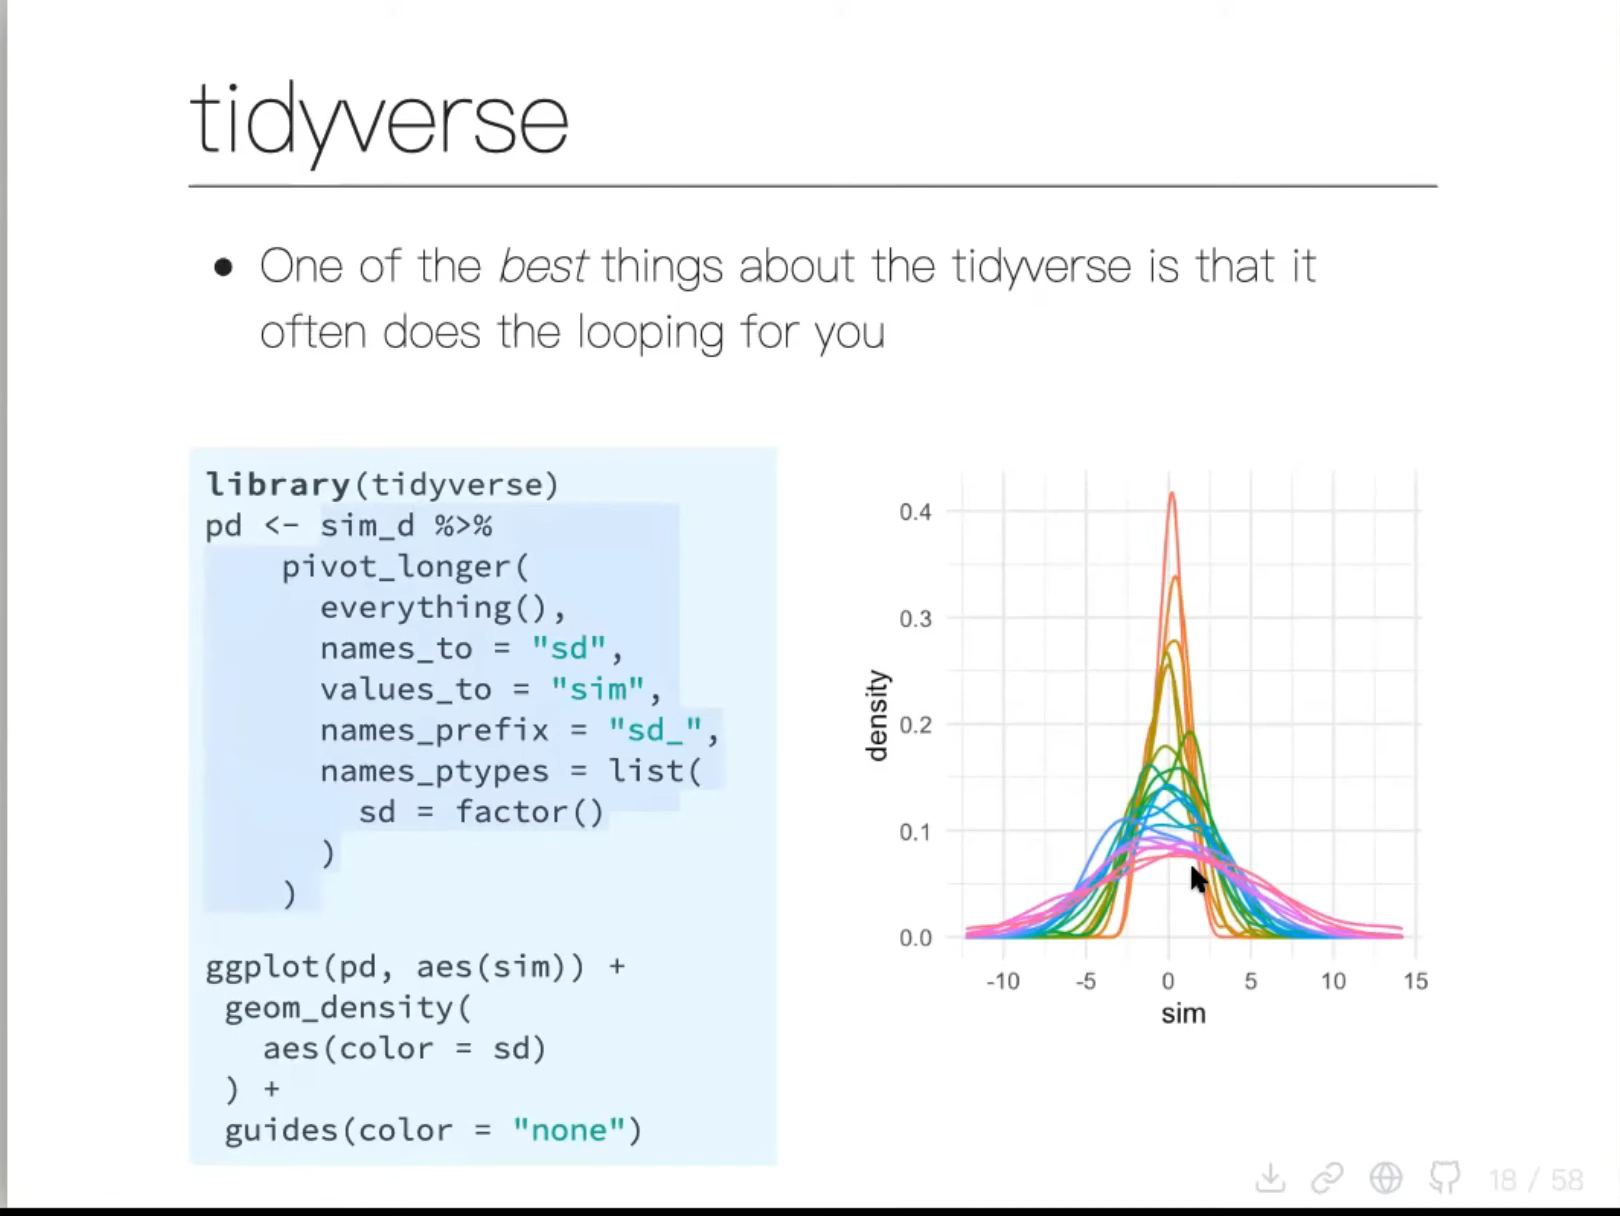 tidyverse
One of the best things about the tidyverse is that it
often does the looping for you
library(tidyverse)
pd <- sim_d %>%
pivot_longer(
everything(),
names_to = "sd",
values_to = "sim",
names_prefix = "sd_",
names_ptypes = list(
sd = factor()
)
)
ggplot(pd, aes(sim)) +
geom_density(
aes(color = sd)
) +
guides(color = "none")
density
0.4
0.3
0.2
0.1
0.0
-10 -5 0 5 10 15
sim
18 / 58